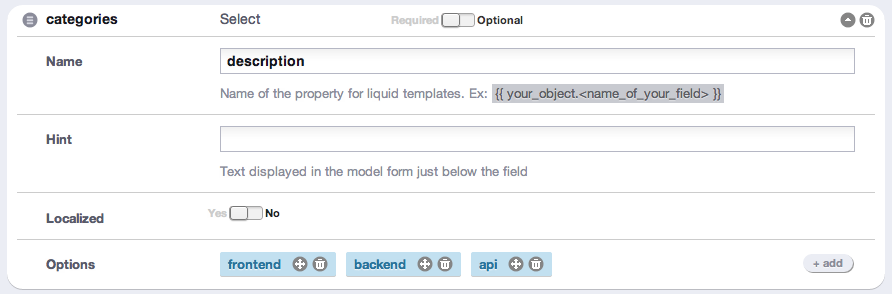 categories Select Required Optional
Name description
Name of the property for liquid templates. Ex: {{ your_object.<name_of_your_field> }}
Hint
Text displayed in the model form just below the field
Localized Yes No
Options frontend backend api + add